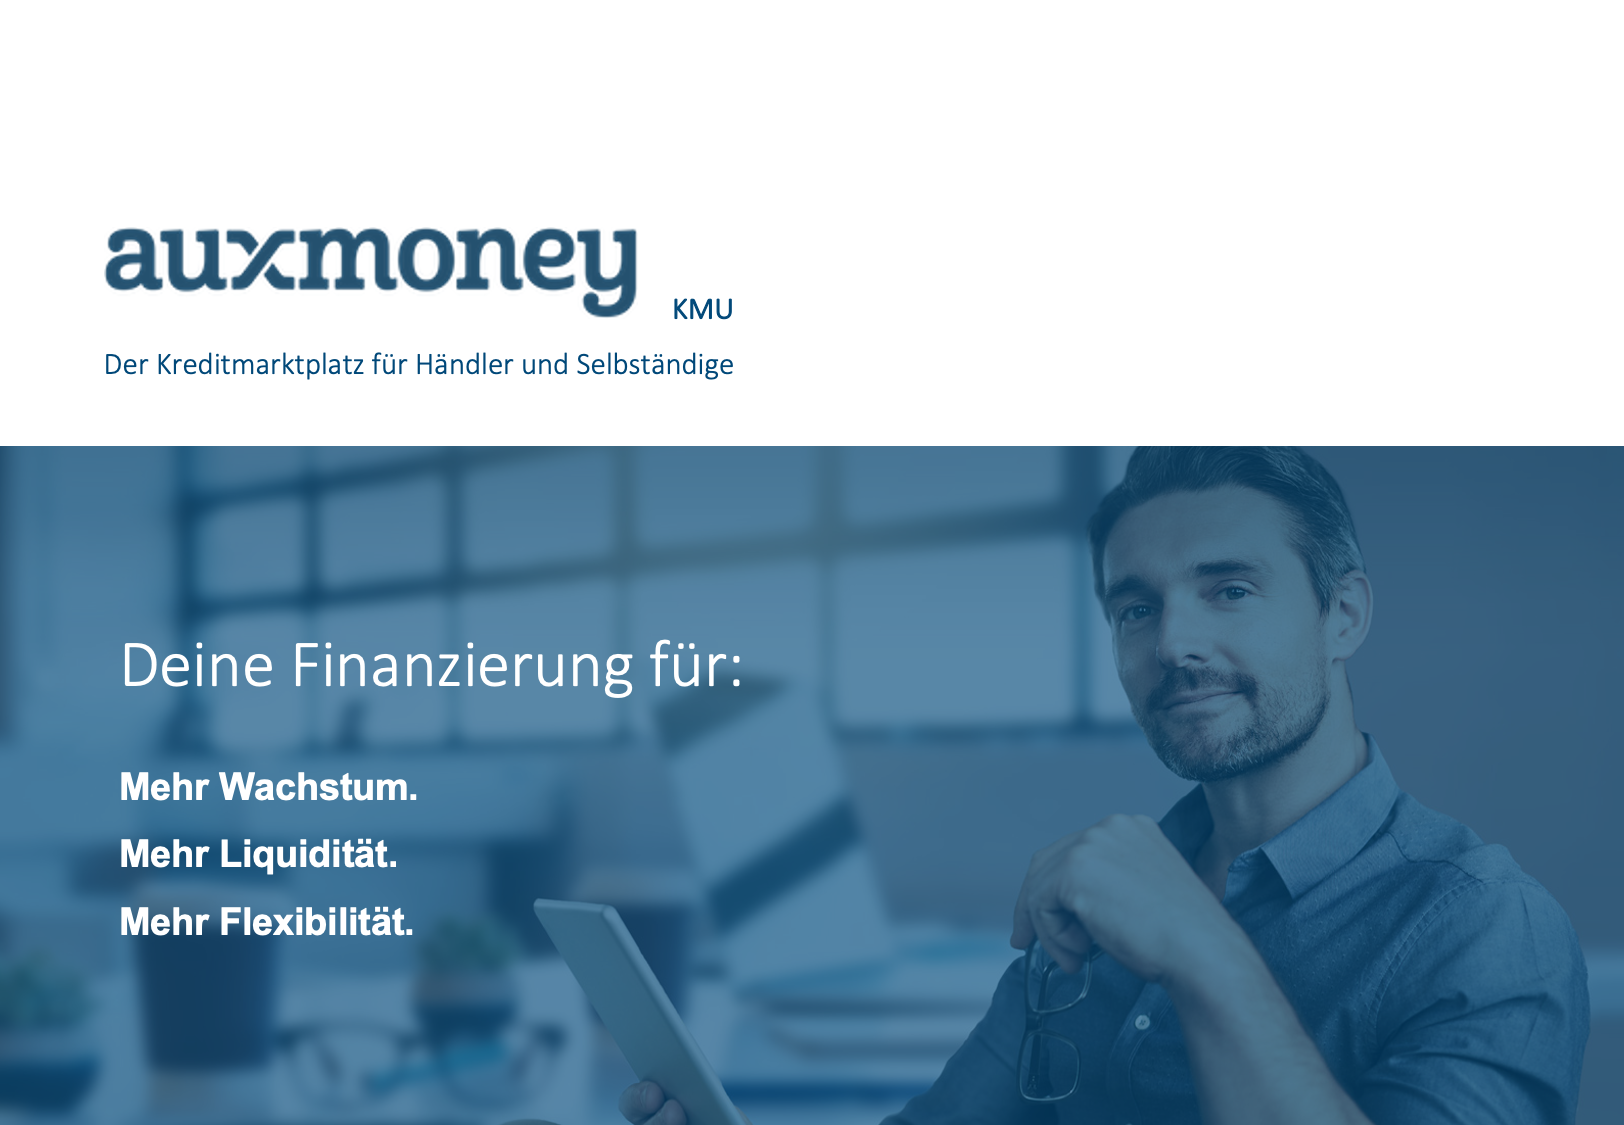 auxmoney
KMU
Der Kreditmarktplatz für Händler und Selbständige
Deine Finanzierung für:
Mehr Wachstum.
Mehr Liquidität.
Mehr Flexibilität.